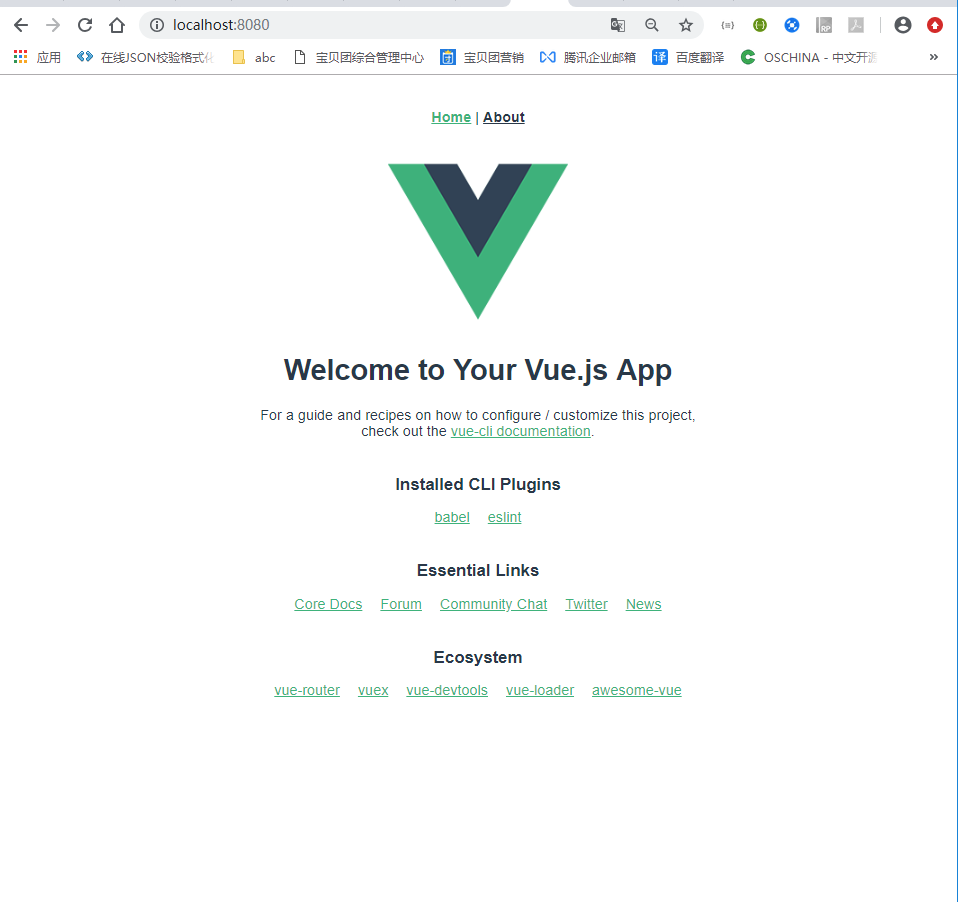 localhost:8080
应用 在线JSON校验格式化 abc 宝贝团综合管理中心 团 宝贝团营销 腾讯企业邮箱 译 百度翻译 OSCHINA - 中文开源 »
Home | About
Welcome to Your Vue.js App
For a guide and recipes on how to configure / customize this project,
check out the vue-cli documentation.
Installed CLI Plugins
babel eslint
Essential Links
Core Docs Forum Community Chat Twitter News
Ecosystem
vue-router vuex vue-devtools vue-loader awesome-vue